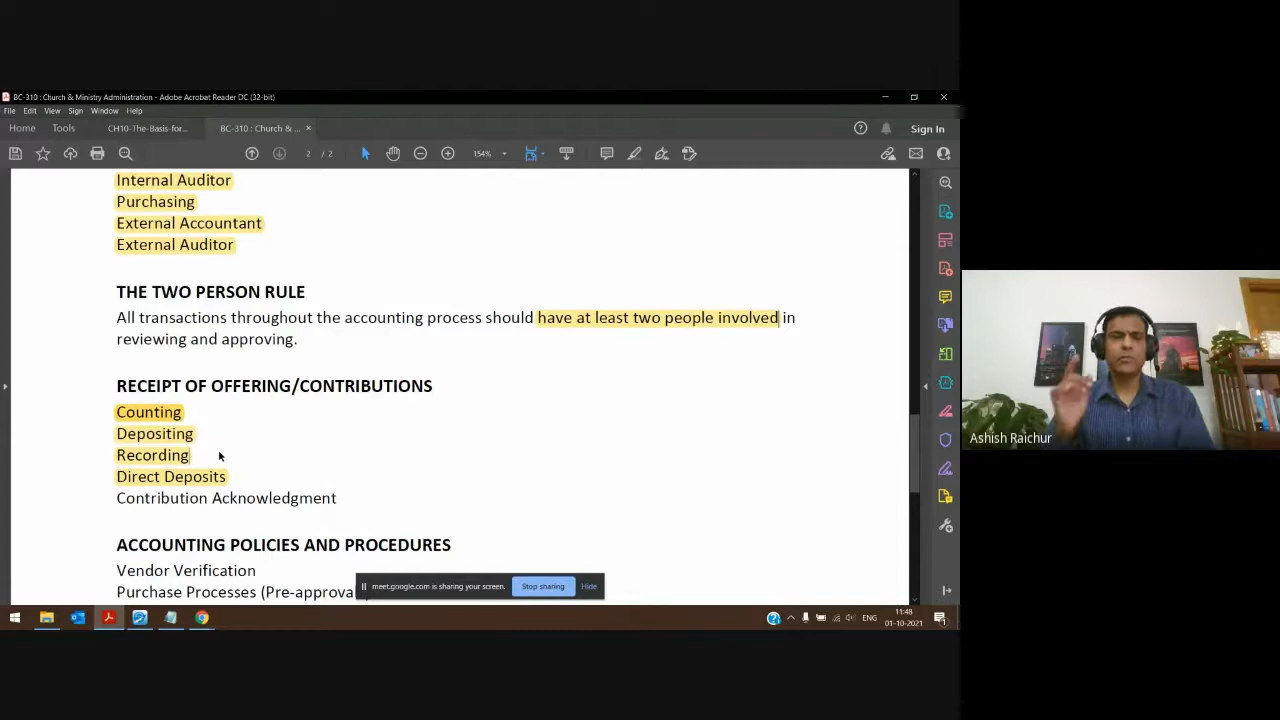 BC-310 : Church & Ministry Administration - Adobe Acrobat Reader DC (32-bit)
File Edit View Sign Window Help
Home Tools CH10-The-Basis-for... BC-310 : Church & ... × Sign In
2 / 2 154%
Internal Auditor
Purchasing
External Accountant
External Auditor
THE TWO PERSON RULE
All transactions throughout the accounting process should have at least two people involved in
reviewing and approving.
RECEIPT OF OFFERING/CONTRIBUTIONS
Counting
Depositing
Recording
Direct Deposits
Contribution Acknowledgment
ACCOUNTING POLICIES AND PROCEDURES
Vendor Verification
Purchase Processes (Pre-approva
meet.google.com is sharing your screen. Stop sharing Hide
Ashish Raichur
ENG
11:48
01-10-2021